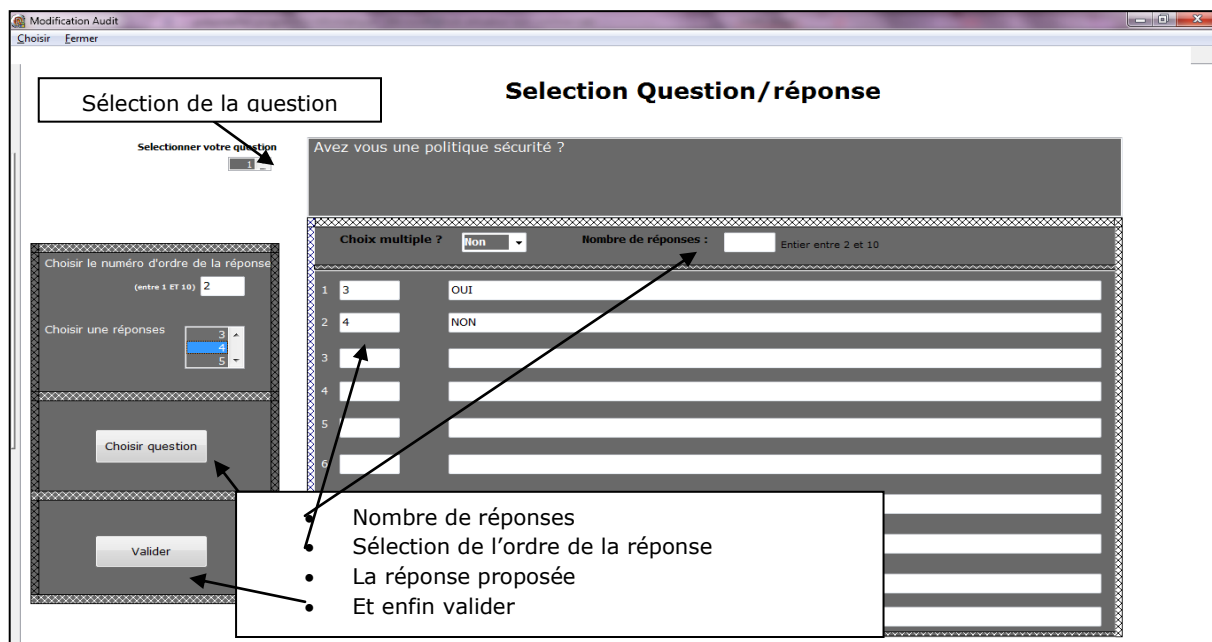 Modification Audit
Choisir Fermer
Selection Question/réponse
Sélection de la question
Selectionner votre question
1
Avez vous une politique sécurité ?
Choix multiple ? Non Nombre de réponses : Entier entre 2 et 10
Choisir le numéro d'ordre de la réponse
(entre 1 ET 10) 2
Choisir une réponses
3
4
5
1 3 OUI
2 4 NON
3
4
5
6
Choisir question
Valider
• Nombre de réponses
• Sélection de l’ordre de la réponse
• La réponse proposée
• Et enfin valider